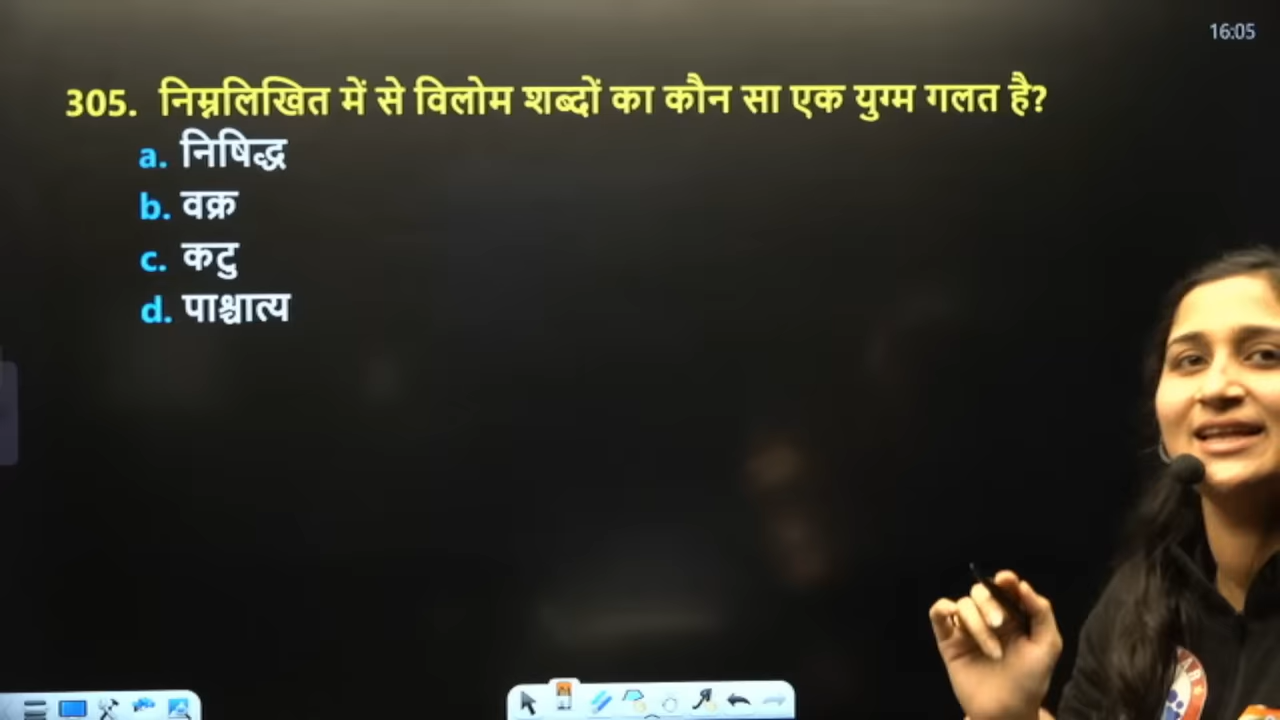 16:05
305. निम्नलिखित में से विलोम शब्दों का कौन सा एक युग्म गलत है?
a. निषिद्ध
b. वक्र
c. कटु
d. पाश्चात्य